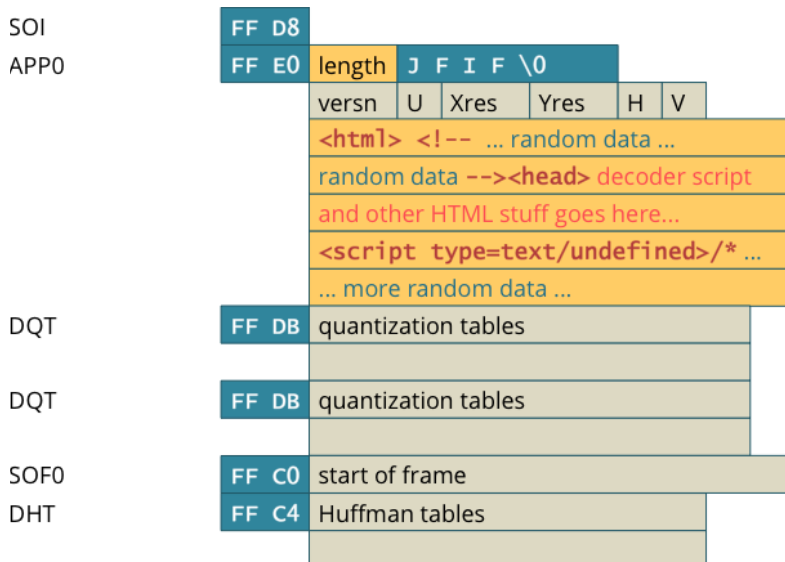 SOI FF D8
APP0 FF E0 length J F I F \0
versn U Xres Yres H V
<html> <!-- ... random data ...
random data --><head> decoder script
and other HTML stuff goes here...
<script type=text/undefined>/* ...
... more random data ...
DQT FF DB quantization tables
DQT FF DB quantization tables
SOF0 FF C0 start of frame
DHT FF C4 Huffman tables